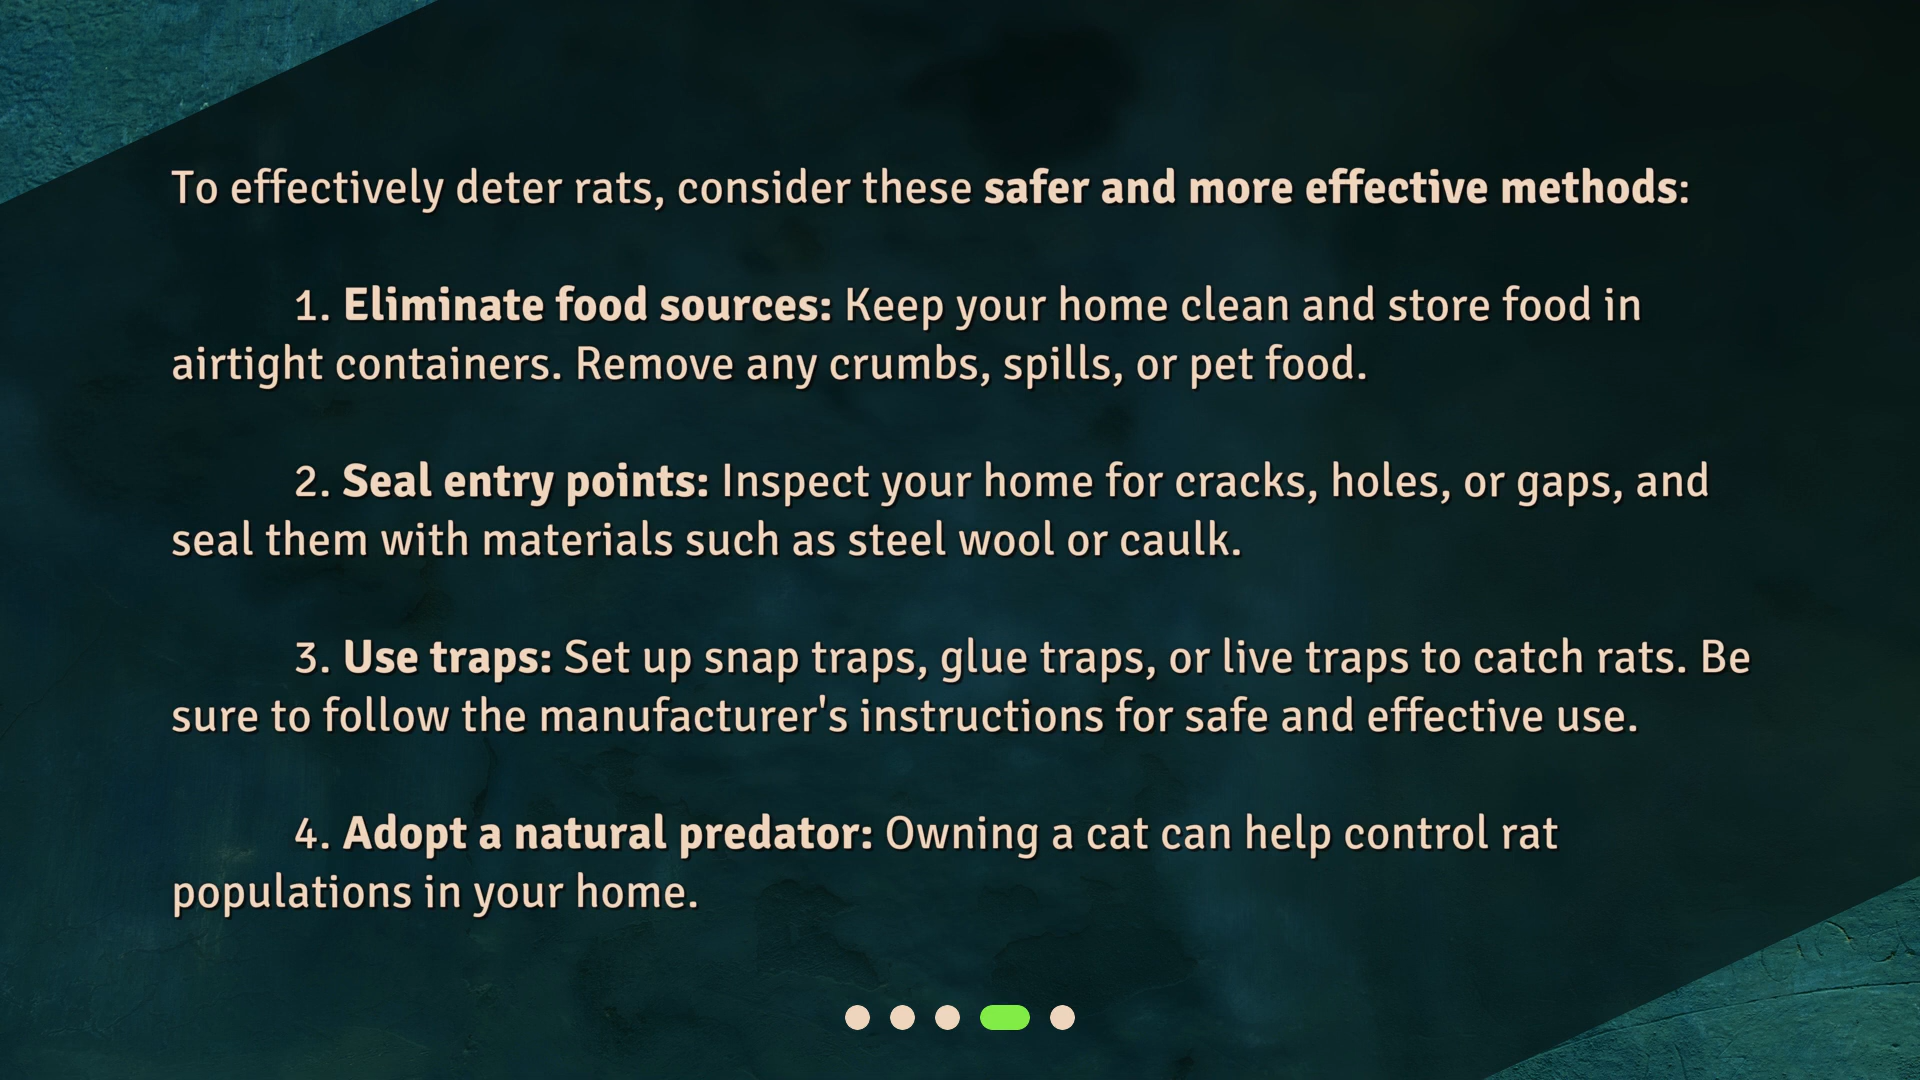 To effectively deter rats, consider these safer and more effective methods:
1. Eliminate food sources: Keep your home clean and store food in
airtight containers. Remove any crumbs, spills, or pet food.
2. Seal entry points: Inspect your home for cracks, holes, or gaps, and
seal them with materials such as steel wool or caulk.
3. Use traps: Set up snap traps, glue traps, or live traps to catch rats. Be
sure to follow the manufacturer's instructions for safe and effective use.
4. Adopt a natural predator: Owning a cat can help control rat
populations in your home.